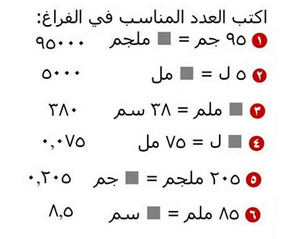 اكتب العدد المناسب في الفراغ:
١ ٩٥ جم = ■ ملجم ٩٥٠٠٠
٢ ٥ ل = ■ مل ٥٠٠٠
٣ ■ ملم = ٣٨ سم ٣٨٠
٤ ■ ل = ٧٥ مل ٠,٠٧٥
٥ ٢٠٥ ملجم = ■ جم ٠,٢٠٥
٦ ٨٥ ملم = ■ سم ٨,٥